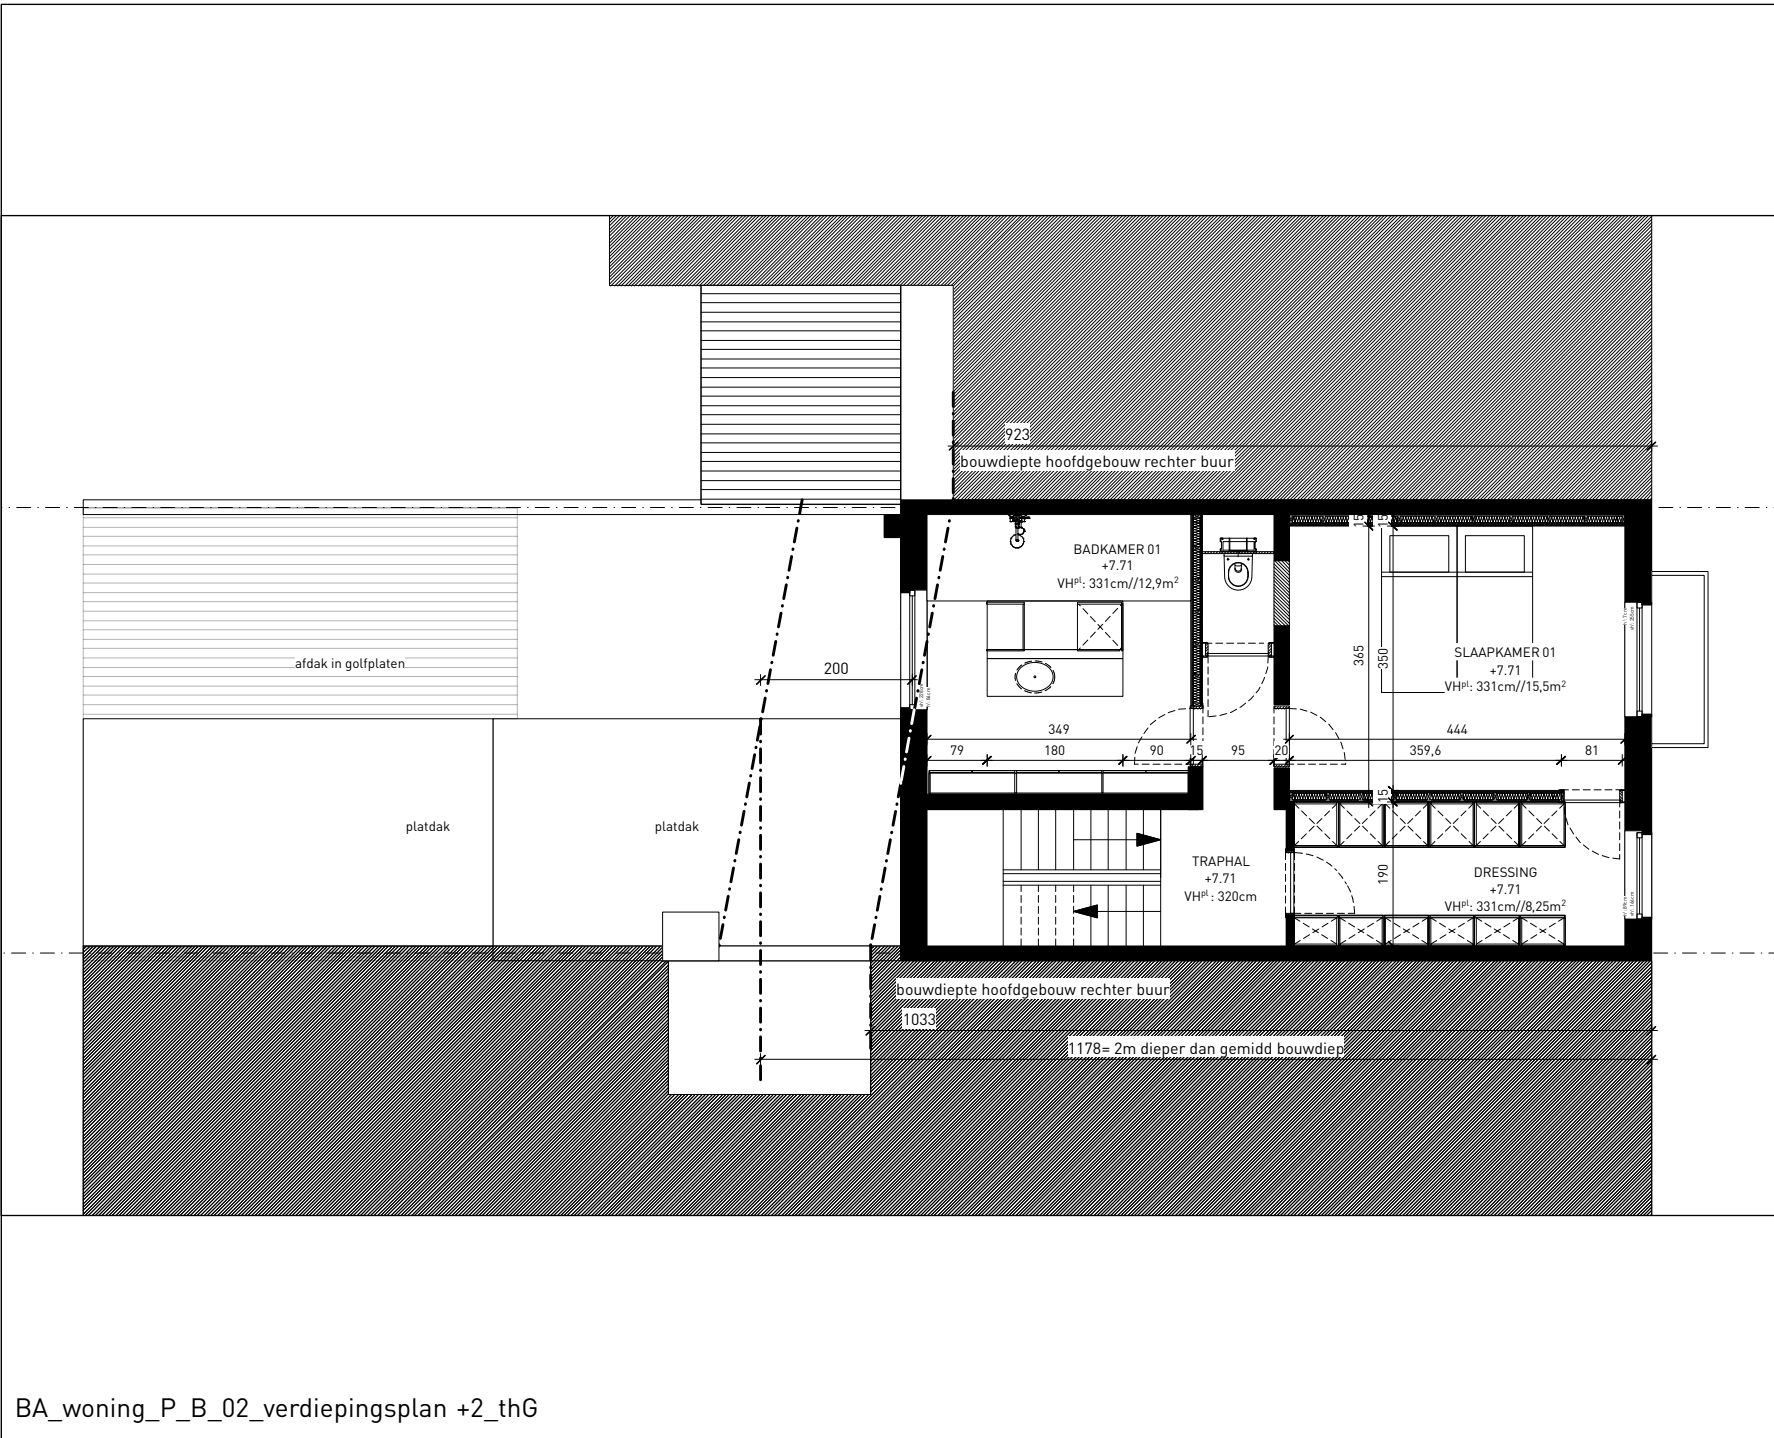 923
bouwdiepte hoofdgebouw rechter buur
BADKAMER 01
+7.71
VHpl: 331cm//12,9m²
15
15
afdak in golfplaten
200
365
350
SLAAPKAMER 01
+7.71
VHpl: 331cm//15,5m²
349
444
79
180
90
15
95
20
359,6
81
15
platdak
platdak
TRAPHAL
+7.71
VHpl : 320cm
190
DRESSING
+7.71
VHpl: 331cm//8,25m²
bouwdiepte hoofdgebouw rechter buur
1033
1178= 2m dieper dan gemidd bouwdiep
BA_woning_P_B_02_verdiepingsplan +2_thG